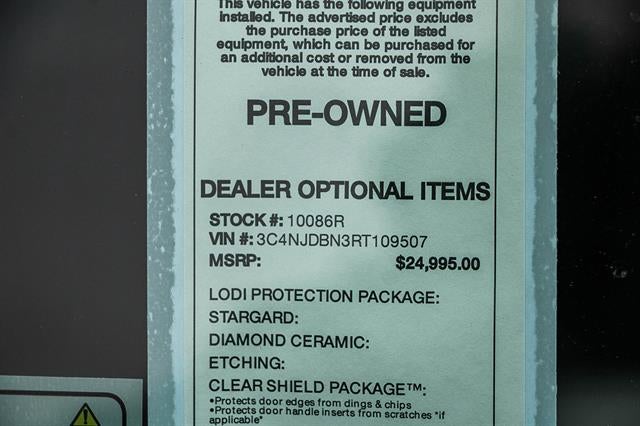 This vehicle has the following equipment
installed. The advertised price excludes
the purchase price of the listed
equipment, which can be purchased for
an additional cost or removed from the
vehicle at the time of sale.
PRE-OWNED
DEALER OPTIONAL ITEMS
STOCK #: 10086R
VIN #: 3C4NJDBN3RT109507
MSRP: $24,995.00
LODI PROTECTION PACKAGE:
STARGARD:
DIAMOND CERAMIC:
ETCHING:
CLEAR SHIELD PACKAGE™:
•Protects door edges from dings & chips
•Protects door handle inserts from scratches *if
applicable*